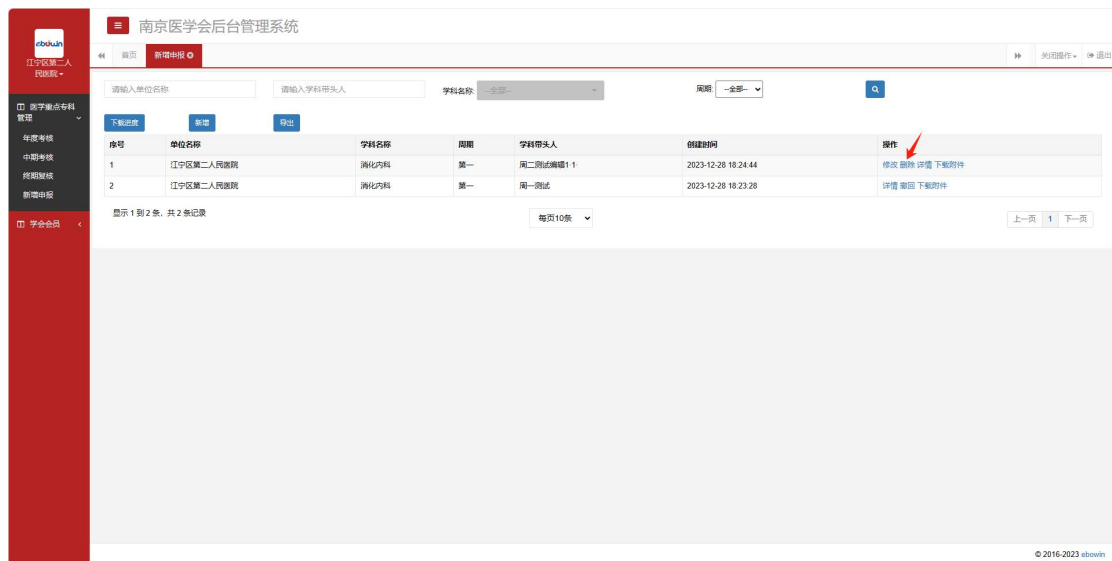 ebowin
江宁区第二人
民医院
医学重点专科
管理
年度考核
中期考核
终期复核
新增申报
学会会员
南京医学会后台管理系统
首页
新增申报
关闭操作
退出
请输入单位名称 请输入学科带头人 学科名称: --全部-- 周期: --全部--
下载进度 新增 导出
序号 单位名称 学科名称 周期 学科带头人 创建时间 操作
1 江宁区第二人民医院 消化内科 第一 周二测试编辑1-1- 2023-12-28 18:24:44 修改 删除 详情 下载附件
2 江宁区第二人民医院 消化内科 第一 周一测试 2023-12-28 18:23:28 详情 撤回 下载附件
显示 1 到 2 条，共 2 条记录 每页10条 上一页 1 下一页
© 2016-2023 ebowin